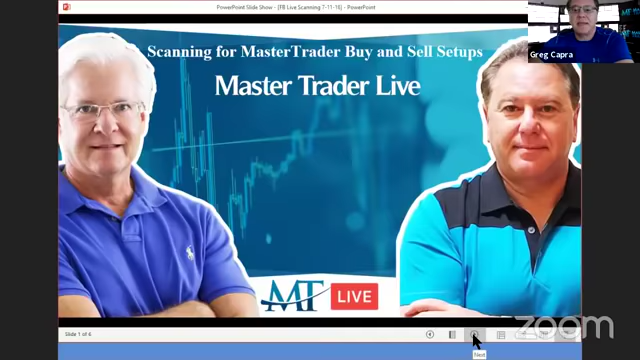 PowerPoint Slide Show - [FB Live Scanning 7-11-18] - PowerPoint
Greg Capra
Scanning for MasterTrader Buy and Sell Setups
Master Trader Live
MT LIVE
Slide 1 of 6
zoom
Next